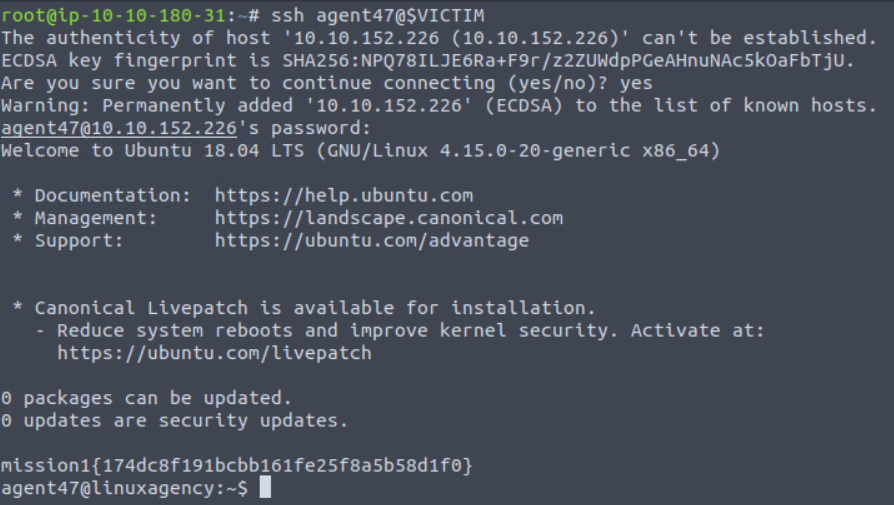 root@ip-10-10-180-31:~# ssh agent47@$VICTIM
The authenticity of host '10.10.152.226 (10.10.152.226)' can't be established.
ECDSA key fingerprint is SHA256:NPQ78ILJE6Ra+F9r/z2ZUWdpPGeAHnuNAc5kOaFbTjU.
Are you sure you want to continue connecting (yes/no)? yes
Warning: Permanently added '10.10.152.226' (ECDSA) to the list of known hosts.
agent47@10.10.152.226's password:
Welcome to Ubuntu 18.04 LTS (GNU/Linux 4.15.0-20-generic x86_64)

 * Documentation:  https://help.ubuntu.com
 * Management:     https://landscape.canonical.com
 * Support:        https://ubuntu.com/advantage


 * Canonical Livepatch is available for installation.
   - Reduce system reboots and improve kernel security. Activate at:
     https://ubuntu.com/livepatch

0 packages can be updated.
0 updates are security updates.

mission1{174dc8f191bcbb161fe25f8a5b58d1f0}
agent47@linuxagency:~$